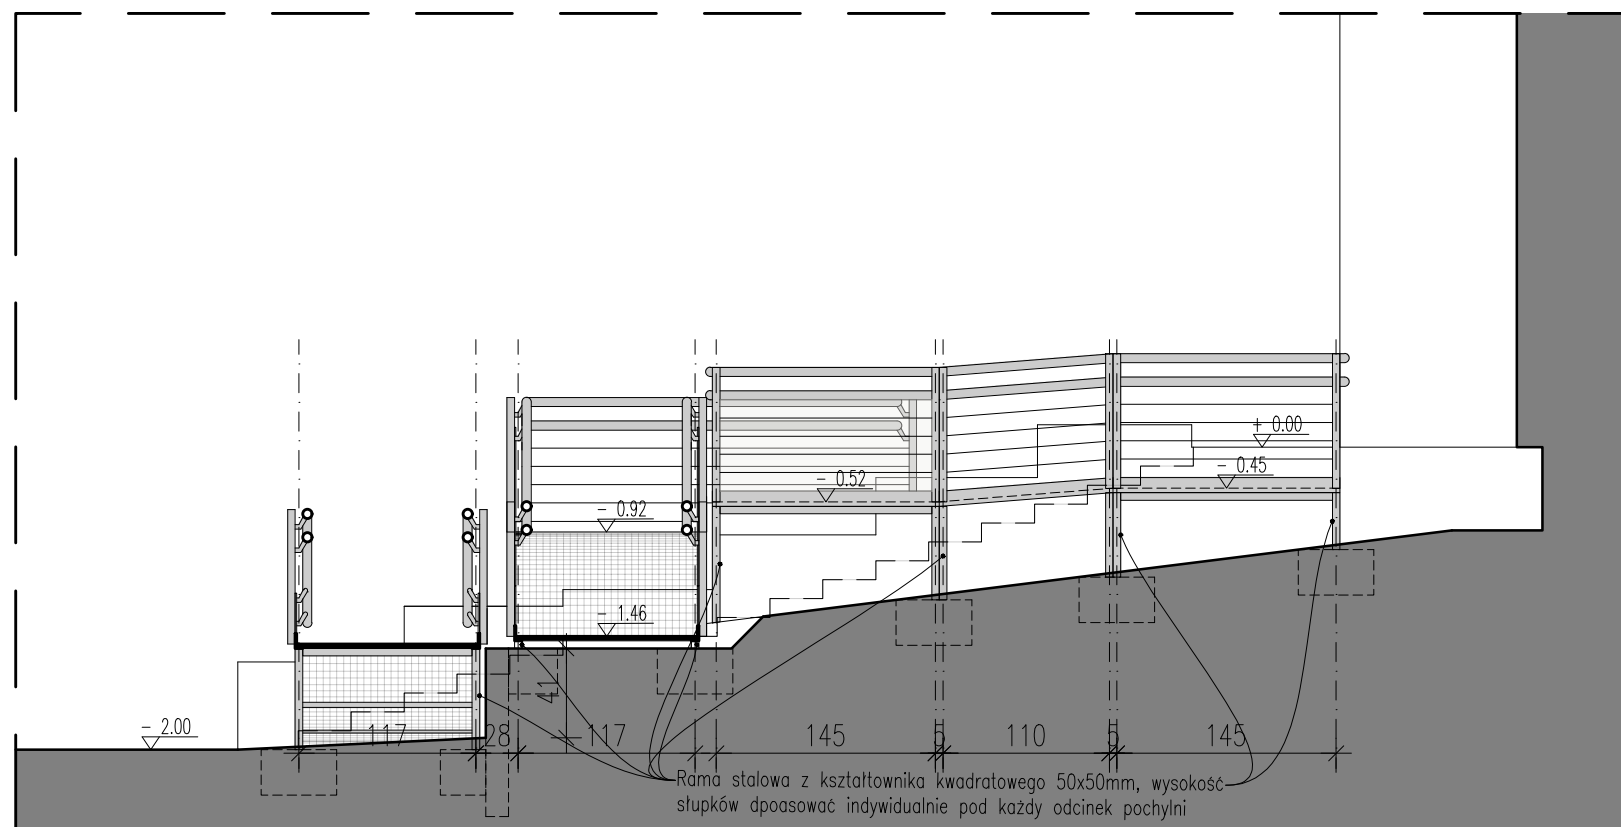 + 0.00
- 0.45
- 0.52
- 0.92
- 1.46
- 2.00
41
117 28 117 145 5 110 5 145
Rama stalowa z kształtownika kwadratowego 50x50mm, wysokość
słupków dpoasować indywidualnie pod każdy odcinek pochylni